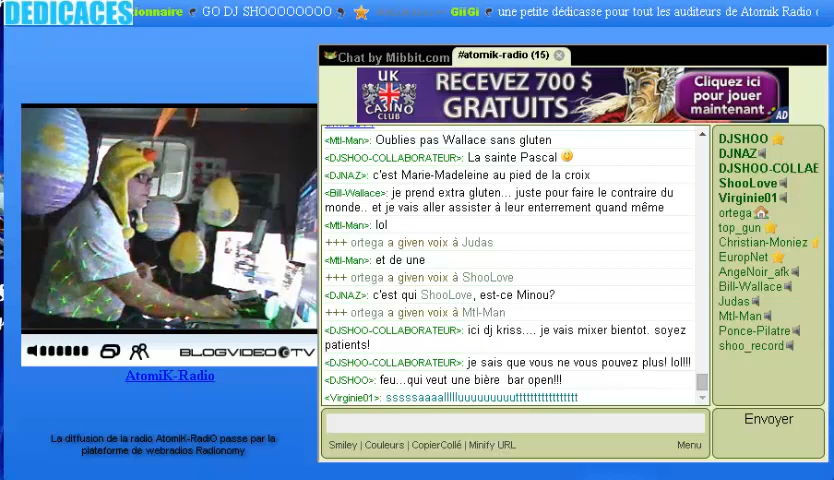 DEDICACES
ionnaire GO DJ SHOOOOOOOO GiiGi une petite dédicasse pour tout les auditeurs de Atomik Radio
Chat by Mibbit.com #atomik-radio (15)
UK CASINO CLUB
RECEVEZ 700 $ GRATUITS
Cliquez ici pour jouer maintenant
AD
<Mtl-Man>: Oublies pas Wallace sans gluten
<DJSHOO-COLLABORATEUR>: La sainte Pascal
<DJNAZ>: c'est Marie-Madeleine au pied de la croix
<Bill-Wallace>: je prend extra gluten... juste pour faire le contraire du
monde.. et je vais aller assister à leur enterrement quand même
<Mtl-Man>: lol
+++ ortega a given voix à Judas
<Mtl-Man>: et de une
+++ ortega a given voix à ShooLove
<DJNAZ>: c'est qui ShooLove, est-ce Minou?
+++ ortega a given voix à Mtl-Man
<DJSHOO-COLLABORATEUR>: ici dj kriss.... je vais mixer bientot. soyez
patients!
<DJSHOO-COLLABORATEUR>: je sais que vous ne vous pouvez plus! lol!!!
<DJSHOO>: feu...qui veut une bière bar open!!!
<Virginie01>: sssssaaaallllluuuuuuuuutttttttttttttttttt
Smiley | Couleurs | CopierCollé | Minify URL
Menu
DJSHOO
DJNAZ
DJSHOO-COLLAE
ShooLove
Virginie01
ortega
top_gun
Christian-Moniez
EuropNet
AngeNoir_afk
Bill-Wallace
Judas
Mtl-Man
Ponce-Pilatre
shoo_record
Envoyer
BLOGVIDEO TV
AtomiK-Radio
La diffusion de la radio AtomiK-RadiO passe par la
plateforme de webradios Radionomy